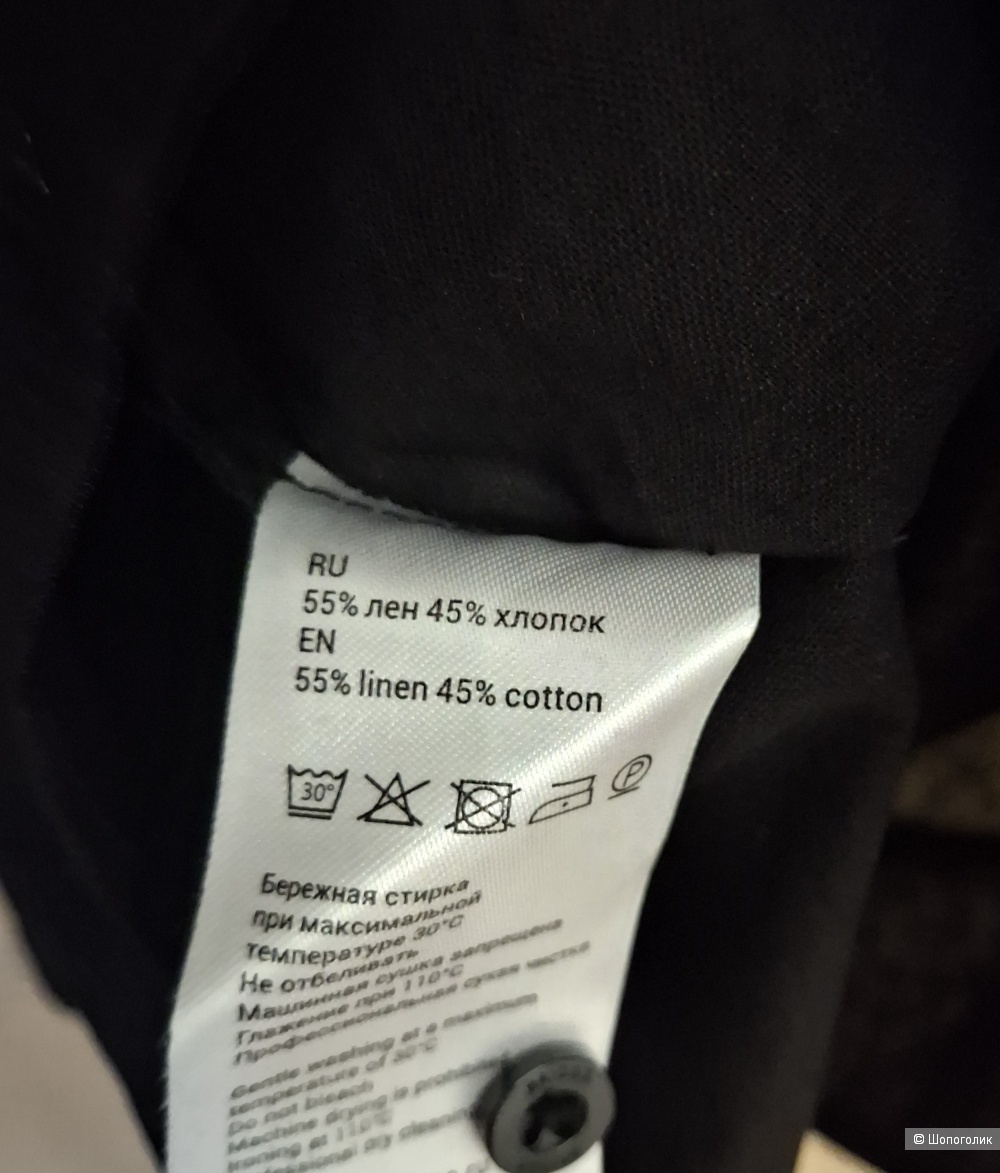 RU
55% лен 45% хлопок
EN
55% linen 45% cotton
30°
P
Бережная стирка
при максимальной
температуре 30°C
Не отбеливать
Машинная сушка запрещена
Глажение при 110°C
Профессиональная сухая чистка
Gentle washing at a maximum
temperature of 30°C
Do not bleach
Machine drying is
Ironing at 110°C
dry cleaning
© Шопоголик